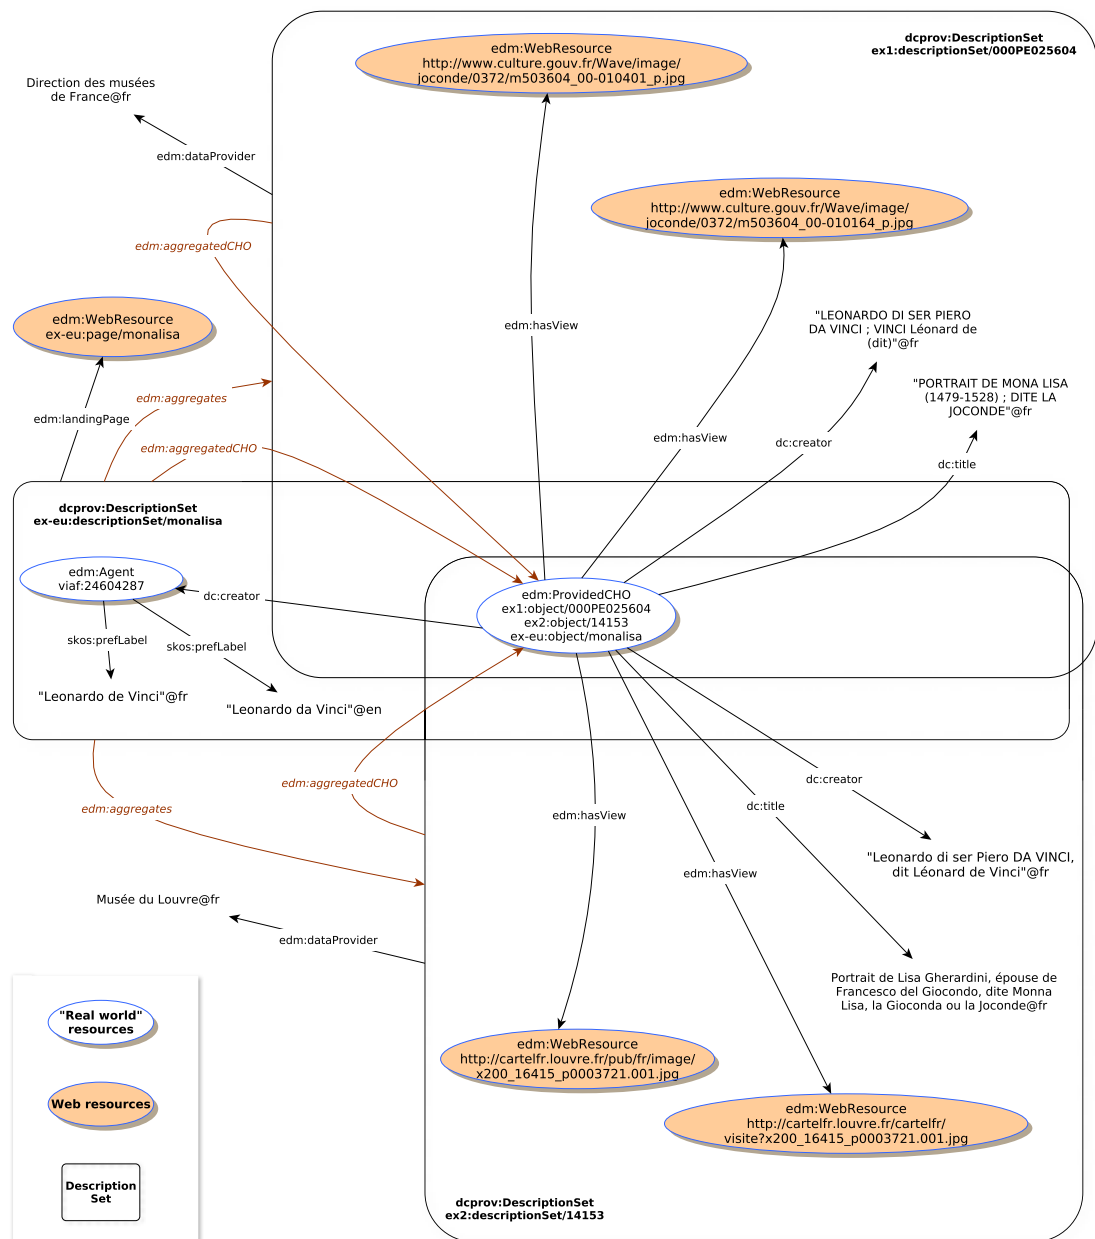 dcprov:DescriptionSet
ex1:descriptionSet/000PE025604
edm:WebResource
http://www.culture.gouv.fr/Wave/image/
joconde/0372/m503604_00-010401_p.jpg
Direction des musées
de France@fr
edm:dataProvider
edm:WebResource
http://www.culture.gouv.fr/Wave/image/
joconde/0372/m503604_00-010164_p.jpg
edm:aggregatedCHO
edm:WebResource
ex-eu:page/monalisa
edm:hasView
"LEONARDO DI SER PIERO
DA VINCI ; VINCI Léonard de
(dit)"@fr
"PORTRAIT DE MONA LISA
(1479-1528) ; DITE LA
JOCONDE"@fr
edm:aggregates
edm:landingPage
edm:aggregatedCHO
edm:hasView
dc:creator
dc:title
dcprov:DescriptionSet
ex-eu:descriptionSet/monalisa
edm:Agent
viaf:24604287
dc:creator
edm:ProvidedCHO
ex1:object/000PE025604
ex2:object/14153
ex-eu:object/monalisa
skos:prefLabel
skos:prefLabel
"Leonardo de Vinci"@fr
"Leonardo da Vinci"@en
edm:aggregatedCHO
dc:creator
edm:aggregates
edm:hasView
dc:title
"Leonardo di ser Piero DA VINCI,
dit Léonard de Vinci"@fr
edm:hasView
Musée du Louvre@fr
edm:dataProvider
Portrait de Lisa Gherardini, épouse de
Francesco del Giocondo, dite Monna
Lisa, la Gioconda ou la Joconde@fr
"Real world"
resources
edm:WebResource
http://cartelfr.louvre.fr/pub/fr/image/
x200_16415_p0003721.001.jpg
Web resources
edm:WebResource
http://cartelfr.louvre.fr/cartelfr/
visite?x200_16415_p0003721.001.jpg
Description
Set
dcprov:DescriptionSet
ex2:descriptionSet/14153